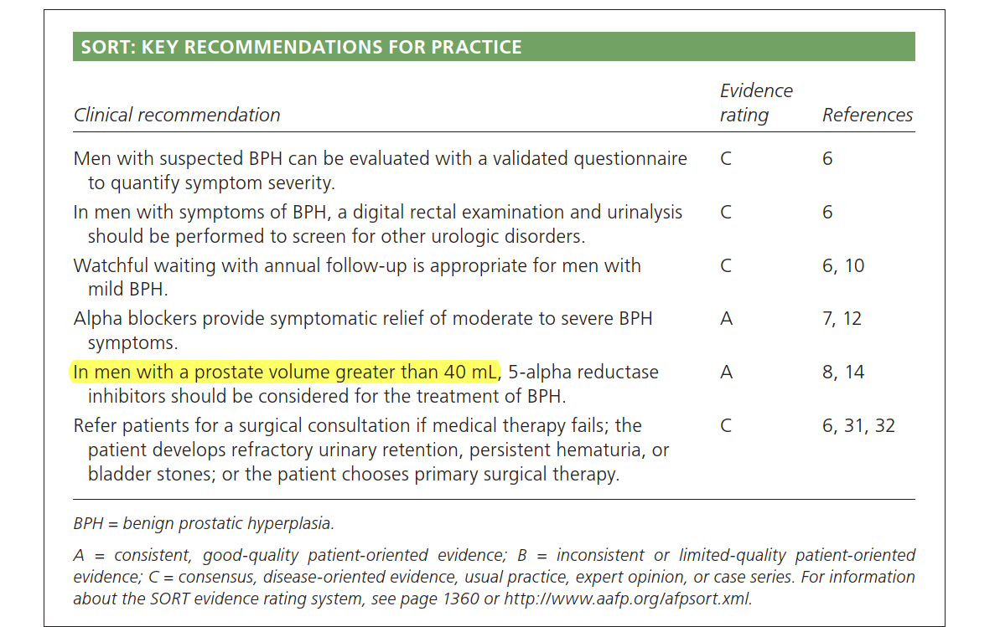 SORT: KEY RECOMMENDATIONS FOR PRACTICE
Clinical recommendation
Evidence
rating
References
Men with suspected BPH can be evaluated with a validated questionnaire C 6
to quantify symptom severity.
In men with symptoms of BPH, a digital rectal examination and urinalysis C 6
should be performed to screen for other urologic disorders.
Watchful waiting with annual follow-up is appropriate for men with C 6, 10
mild BPH.
Alpha blockers provide symptomatic relief of moderate to severe BPH A 7, 12
symptoms.
In men with a prostate volume greater than 40 mL, 5-alpha reductase A 8, 14
inhibitors should be considered for the treatment of BPH.
Refer patients for a surgical consultation if medical therapy fails; the C 6, 31, 32
patient develops refractory urinary retention, persistent hematuria, or
bladder stones; or the patient chooses primary surgical therapy.
BPH = benign prostatic hyperplasia.
A = consistent, good-quality patient-oriented evidence; B = inconsistent or limited-quality patient-oriented
evidence; C = consensus, disease-oriented evidence, usual practice, expert opinion, or case series. For information
about the SORT evidence rating system, see page 1360 or http://www.aafp.org/afpsort.xml.